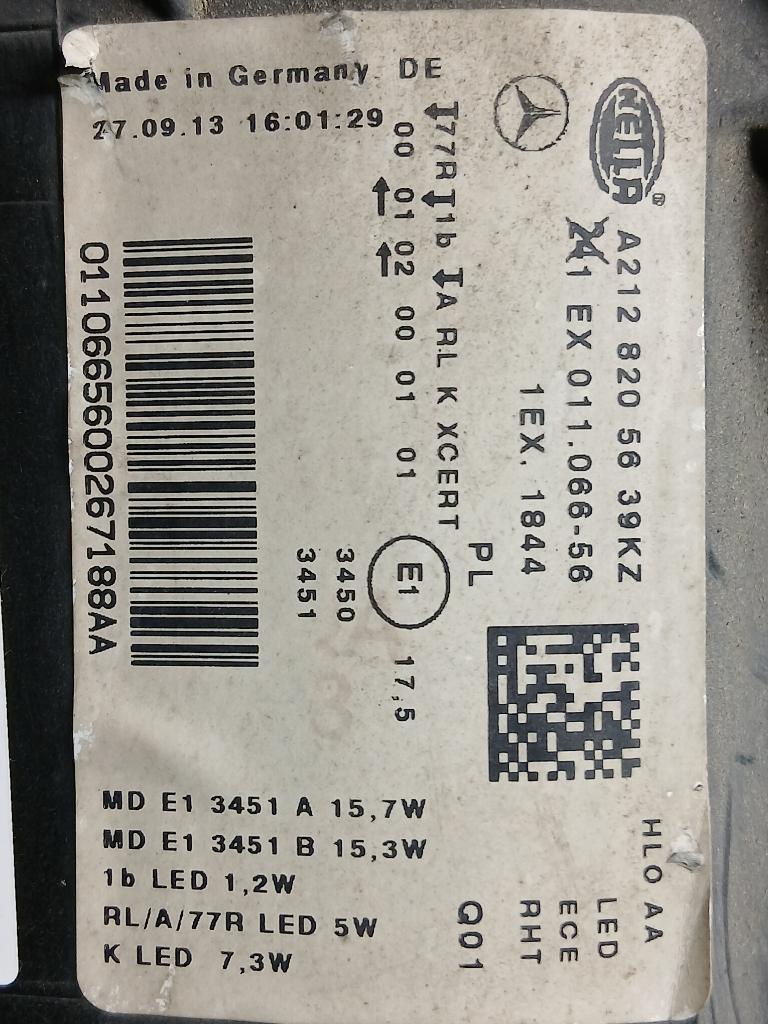 HELLA®
A212 820 56 39KZ
1 EX 011.066-56
1EX. 1844
PL
77R 1b A RL K XCERT
00 01 02 00 01 01
E1
17,5
3450
3451
Made in Germany DE
27.09.13 16:01:29
0110665600267188AA
HLO AA
LED
ECE
RHT
Q01
MD E1 3451 A 15,7W
MD E1 3451 B 15,3W
1b LED 1,2W
RL/A/77R LED 5W
K LED 7,3W